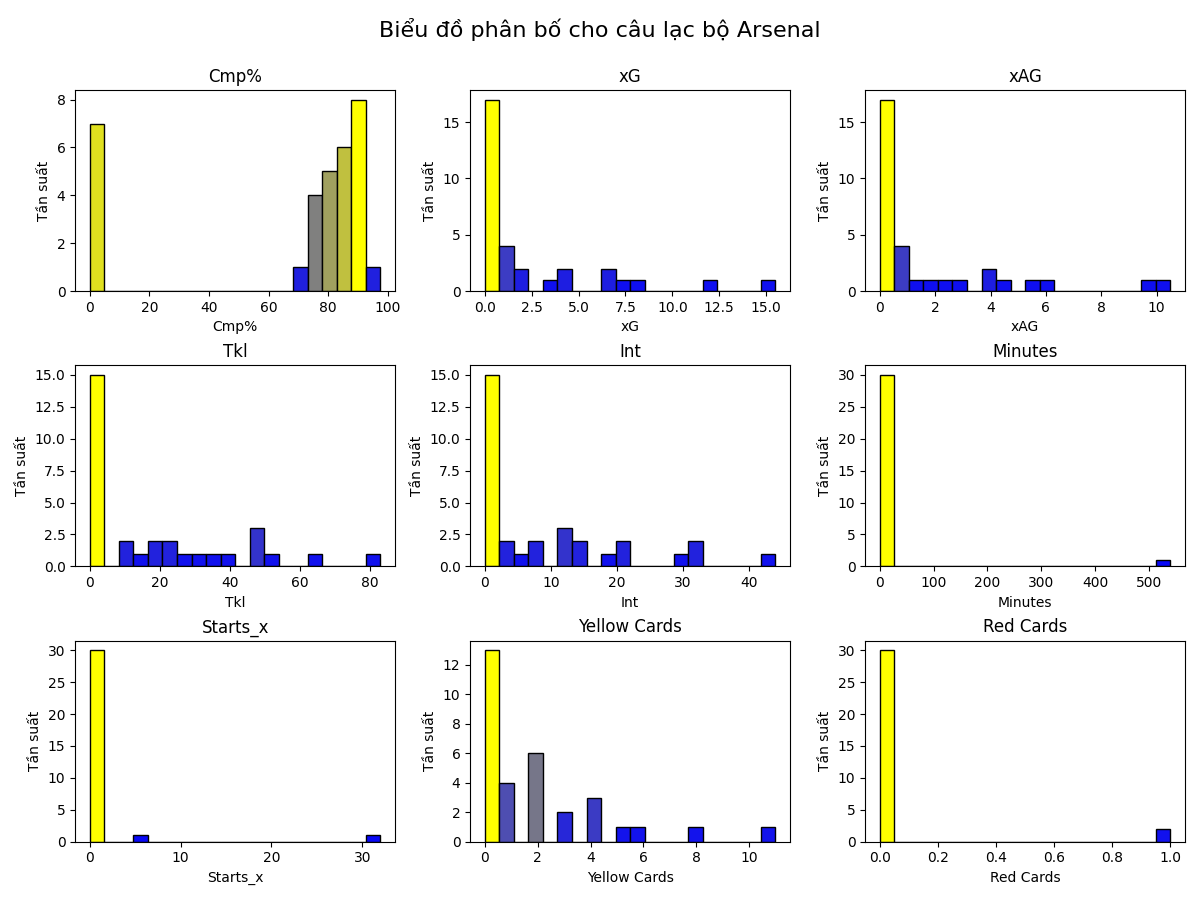 Biểu đồ phân bố cho câu lạc bộ Arsenal
Cmp%
8
6
4
2
0
Tần suất
0 20 40 60 80 100
Cmp%
xG
15
10
5
0
Tần suất
0.0 2.5 5.0 7.5 10.0 12.5 15.0
xG
xAG
15
10
5
0
Tần suất
0 2 4 6 8 10
xAG
Tkl
15.0
12.5
10.0
7.5
5.0
2.5
0.0
Tần suất
0 20 40 60 80
Tkl
Int
15.0
12.5
10.0
7.5
5.0
2.5
0.0
Tần suất
0 10 20 30 40
Int
Minutes
30
25
20
15
10
5
0
Tần suất
0 100 200 300 400 500
Minutes
Starts_x
30
25
20
15
10
5
0
Tần suất
0 10 20 30
Starts_x
Yellow Cards
12
10
8
6
4
2
0
Tần suất
0 2 4 6 8 10
Yellow Cards
Red Cards
30
25
20
15
10
5
0
Tần suất
0.0 0.2 0.4 0.6 0.8 1.0
Red Cards